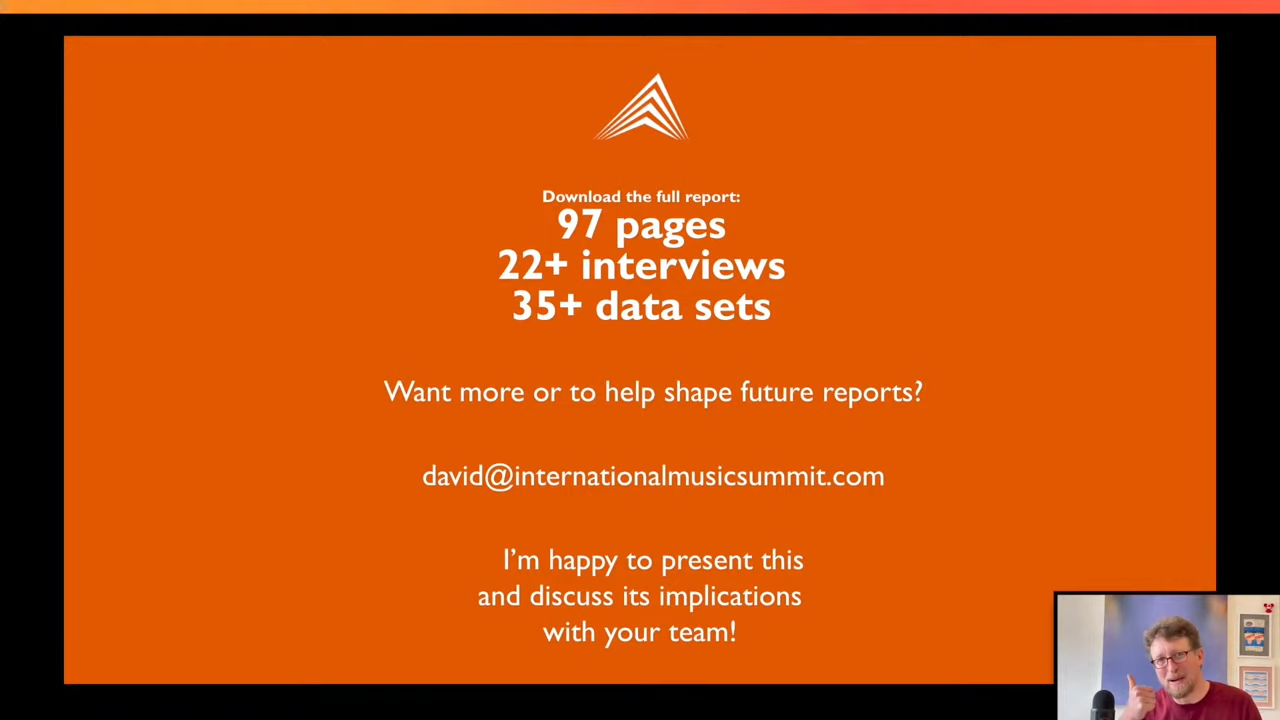 Download the full report:
97 pages
22+ interviews
35+ data sets
Want more or to help shape future reports?
david@internationalmusicsummit.com
I'm happy to present this
and discuss its implications
with your team!